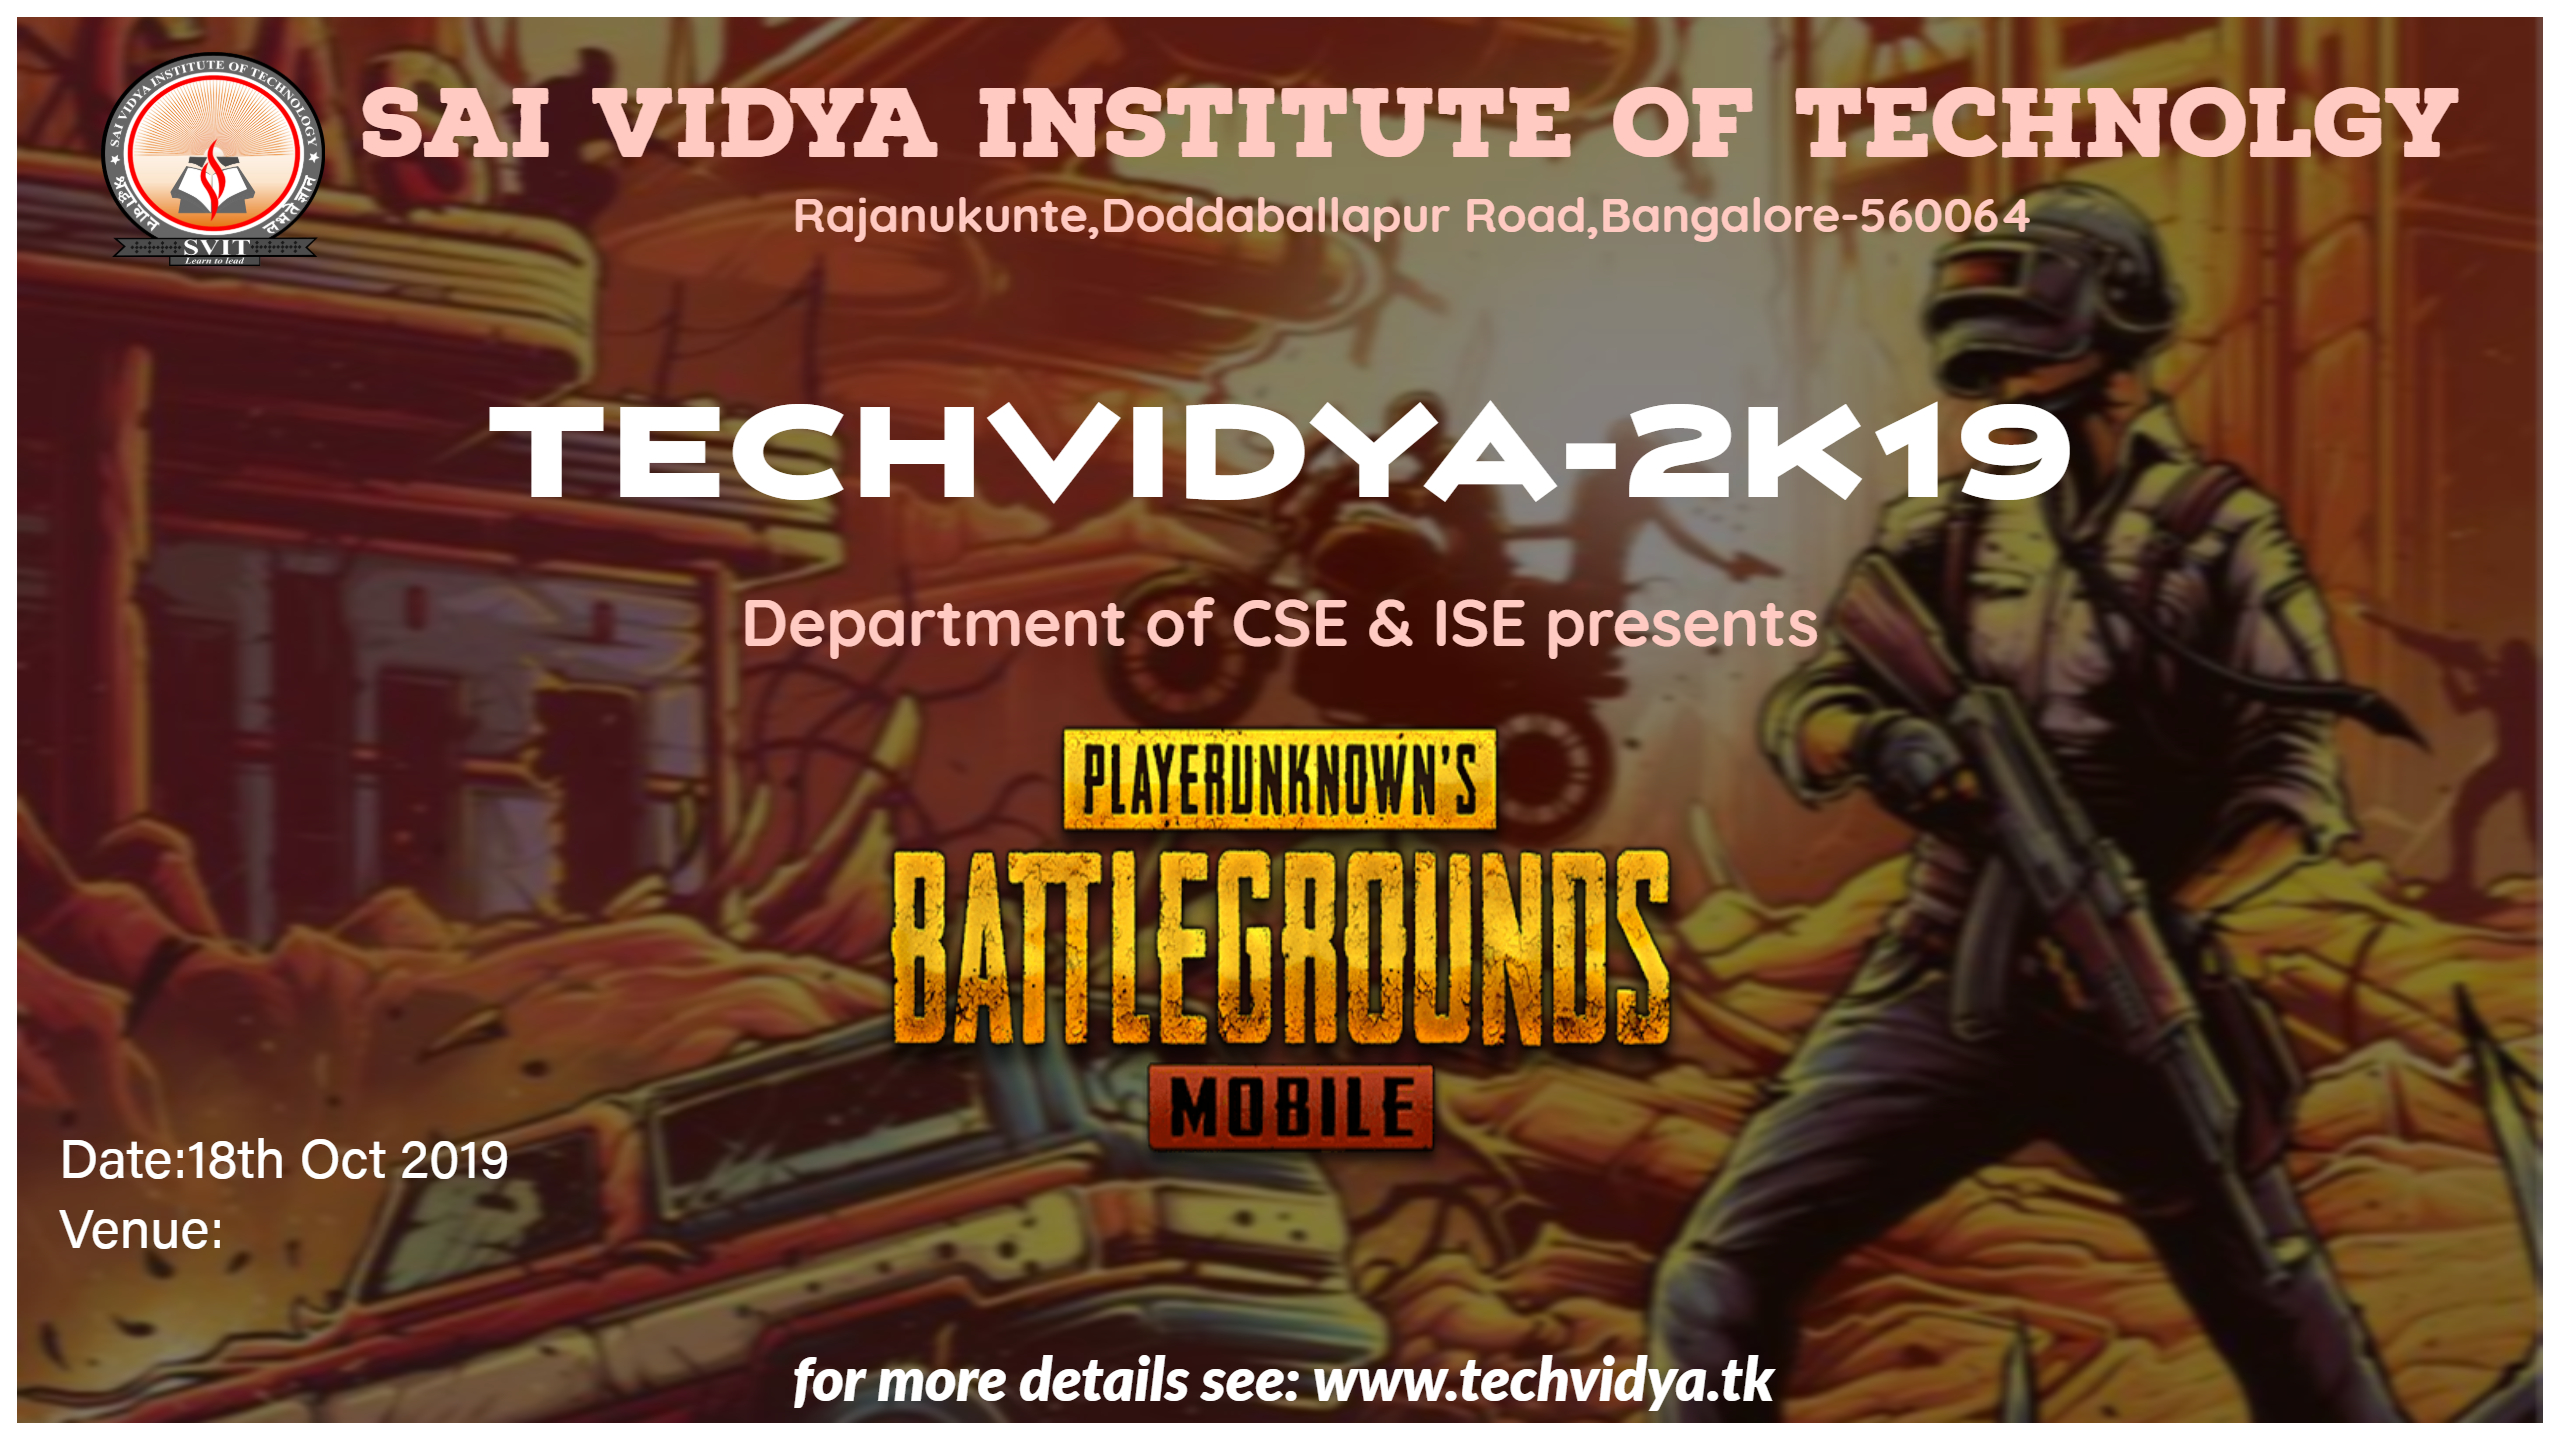 SAI VIDYA INSTITUTE OF TECHNOLOGY
SVIT
Learn to lead
SAI VIDYA INSTITUTE OF TECHNOLGY
Rajanukunte,Doddaballapur Road,Bangalore-560064
TECHVIDYA-2K19
Department of CSE & ISE presents
PLAYERUNKNOWN'S
BATTLEGROUNDS
MOBILE
Date:18th Oct 2019
Venue:
for more details see: www.techvidya.tk